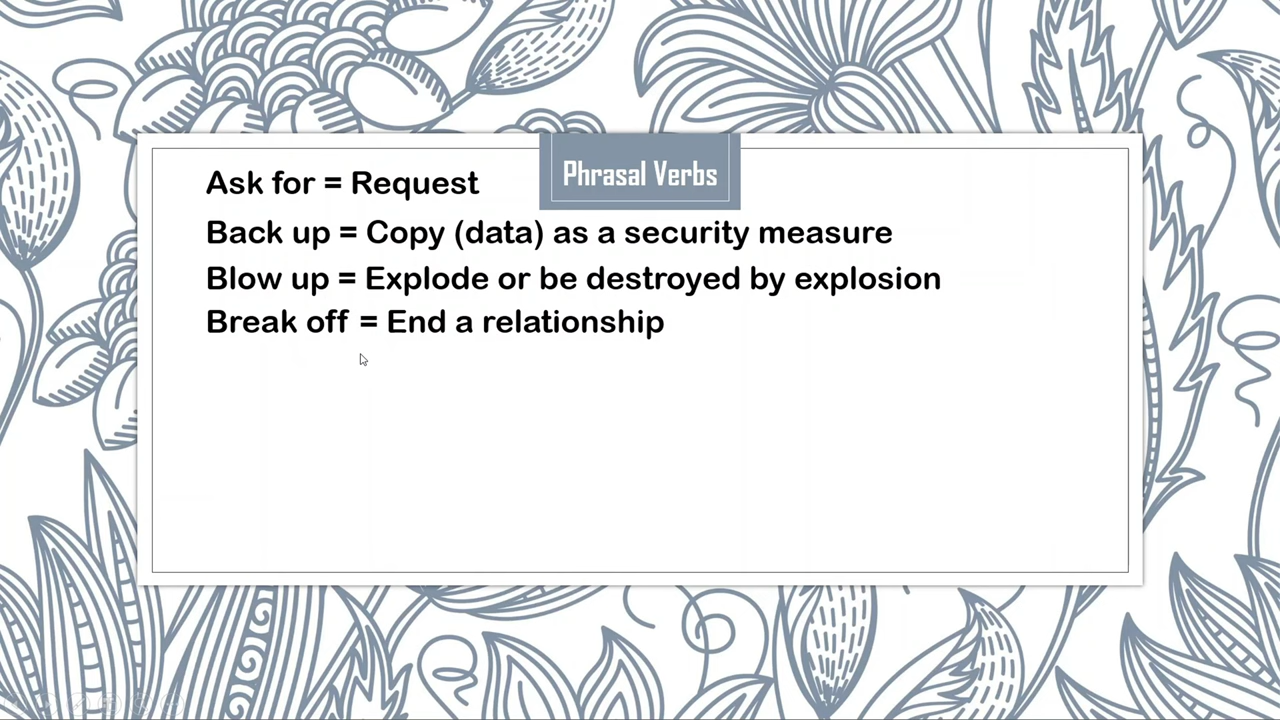 Phrasal Verbs
Ask for = Request
Back up = Copy (data) as a security measure
Blow up = Explode or be destroyed by explosion
Break off = End a relationship